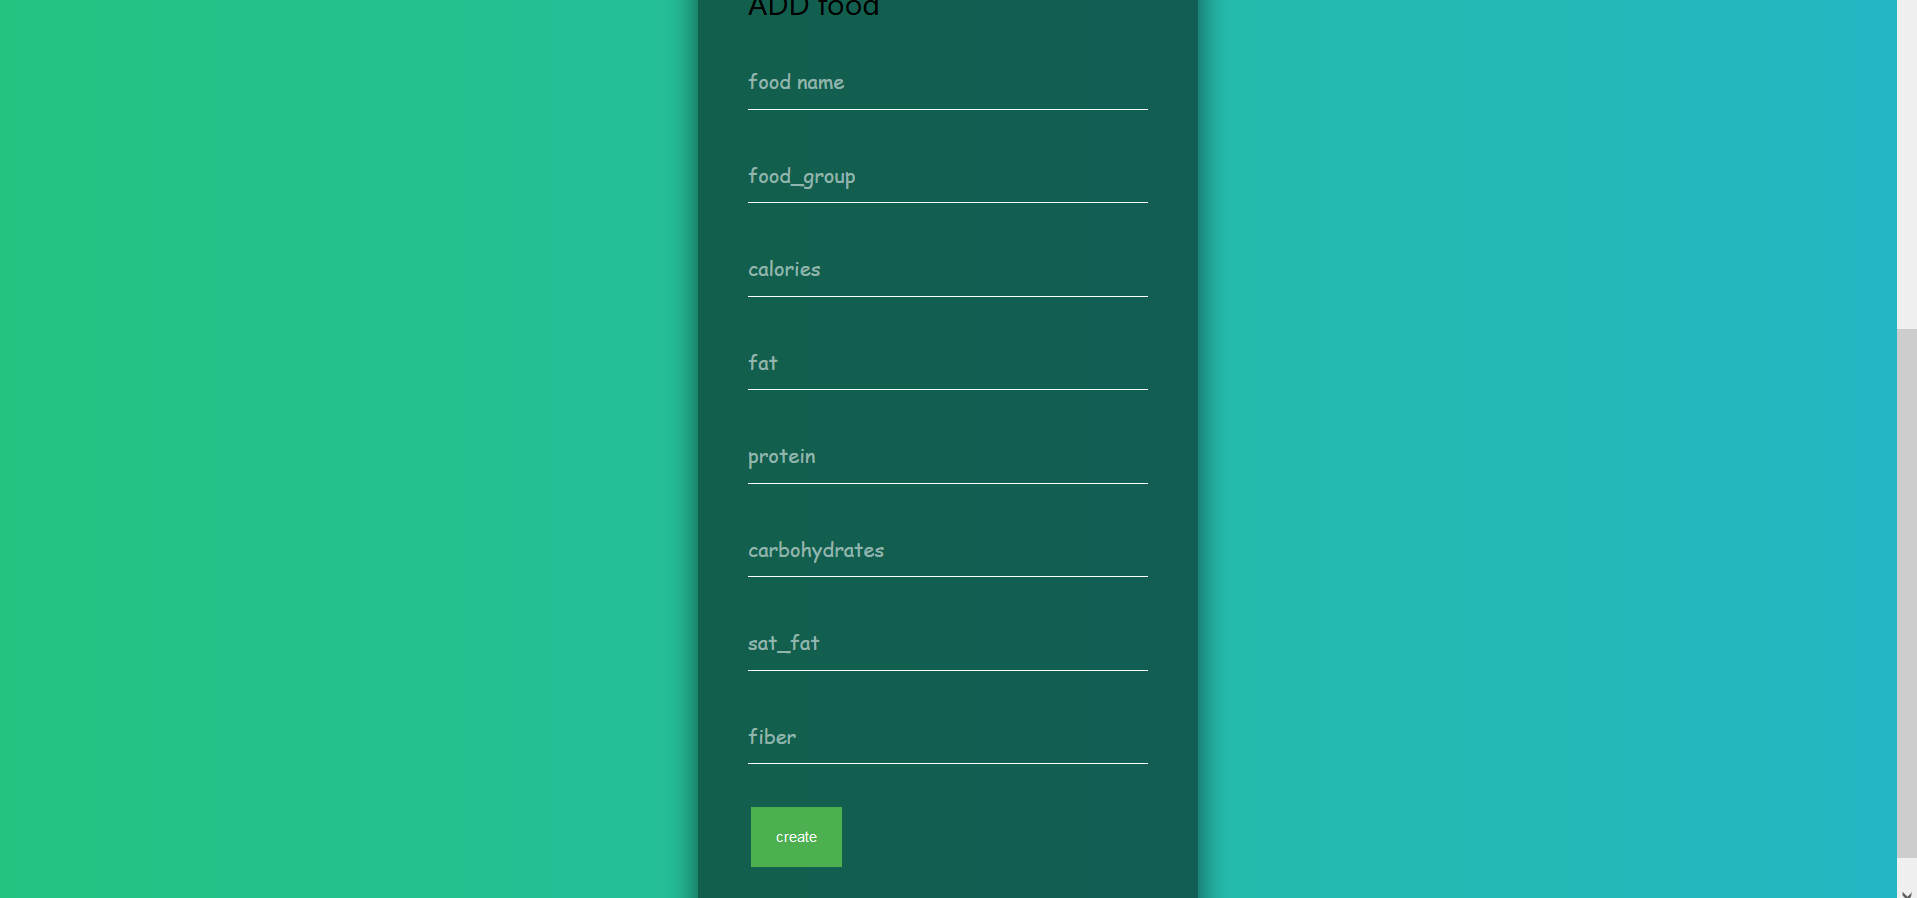 ADD food
food name
food_group
calories
fat
protein
carbohydrates
sat_fat
fiber
create